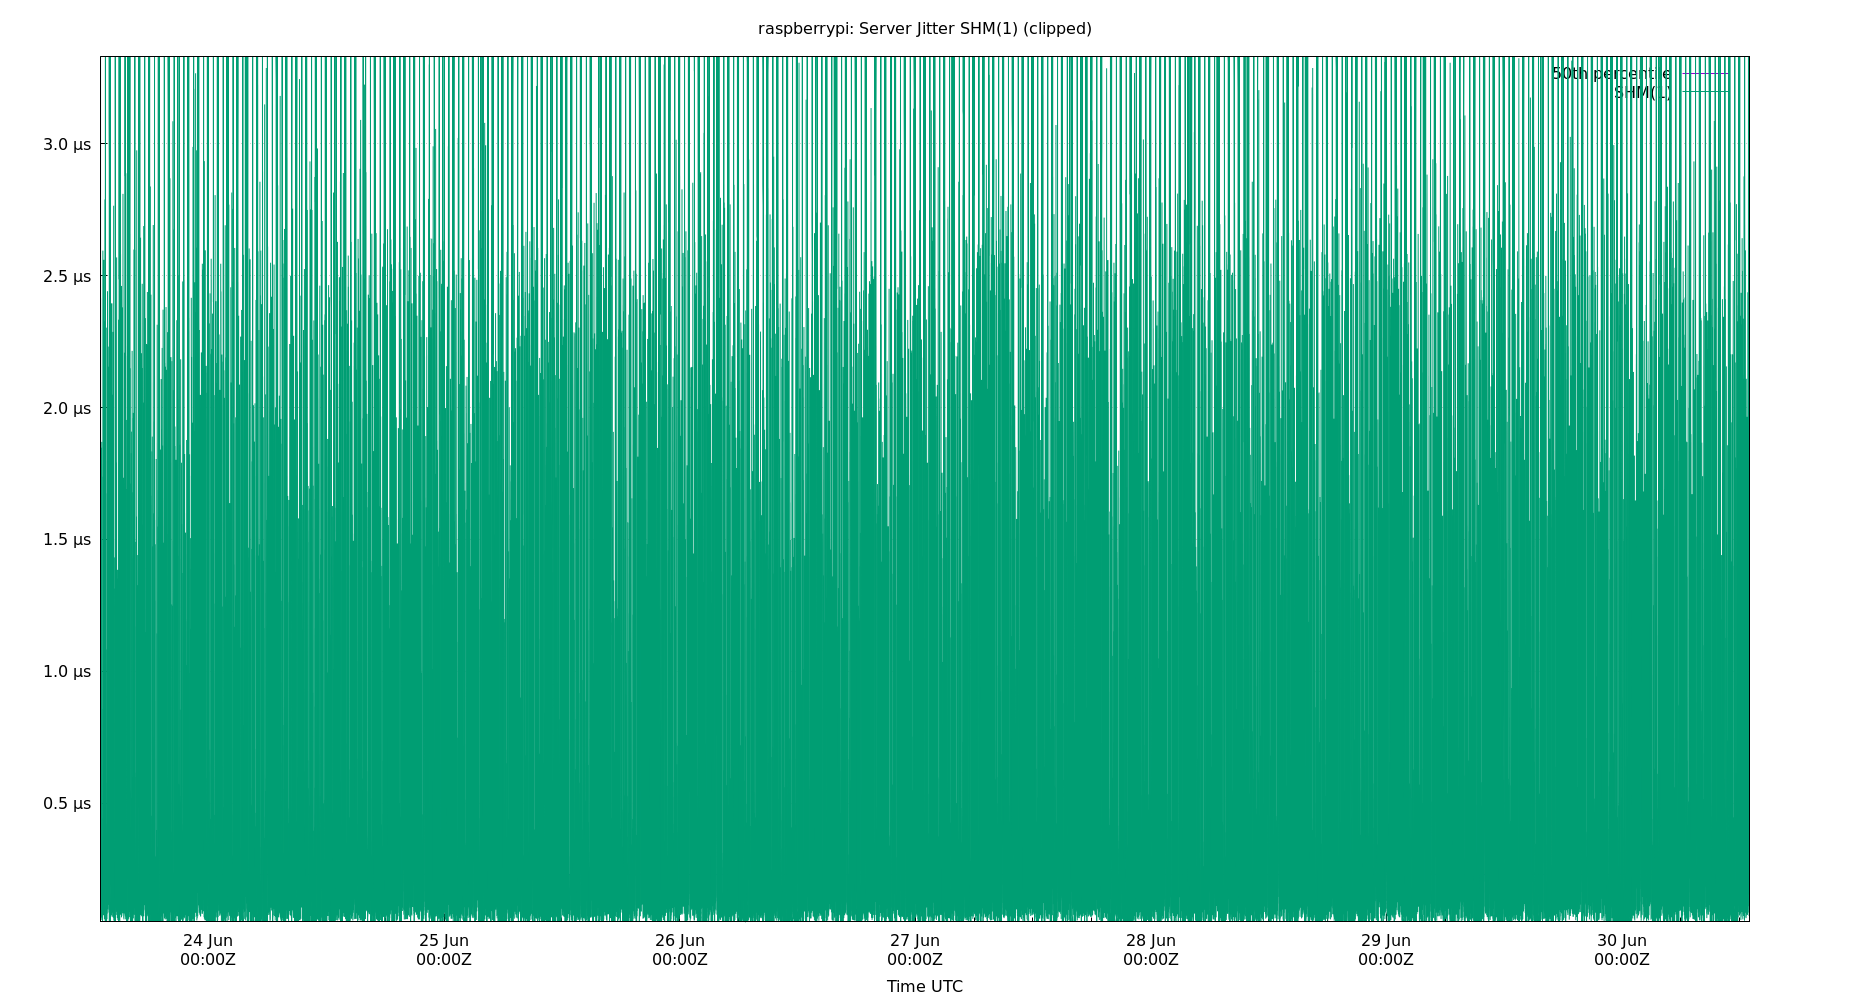 raspberrypi: Server Jitter SHM(1) (clipped)
50th percentile
SHM(1)
3.0 µs
2.5 µs
2.0 µs
1.5 µs
1.0 µs
0.5 µs
24 Jun 25 Jun 26 Jun 27 Jun 28 Jun 29 Jun 30 Jun
00:00Z 00:00Z 00:00Z 00:00Z 00:00Z 00:00Z 00:00Z
Time UTC